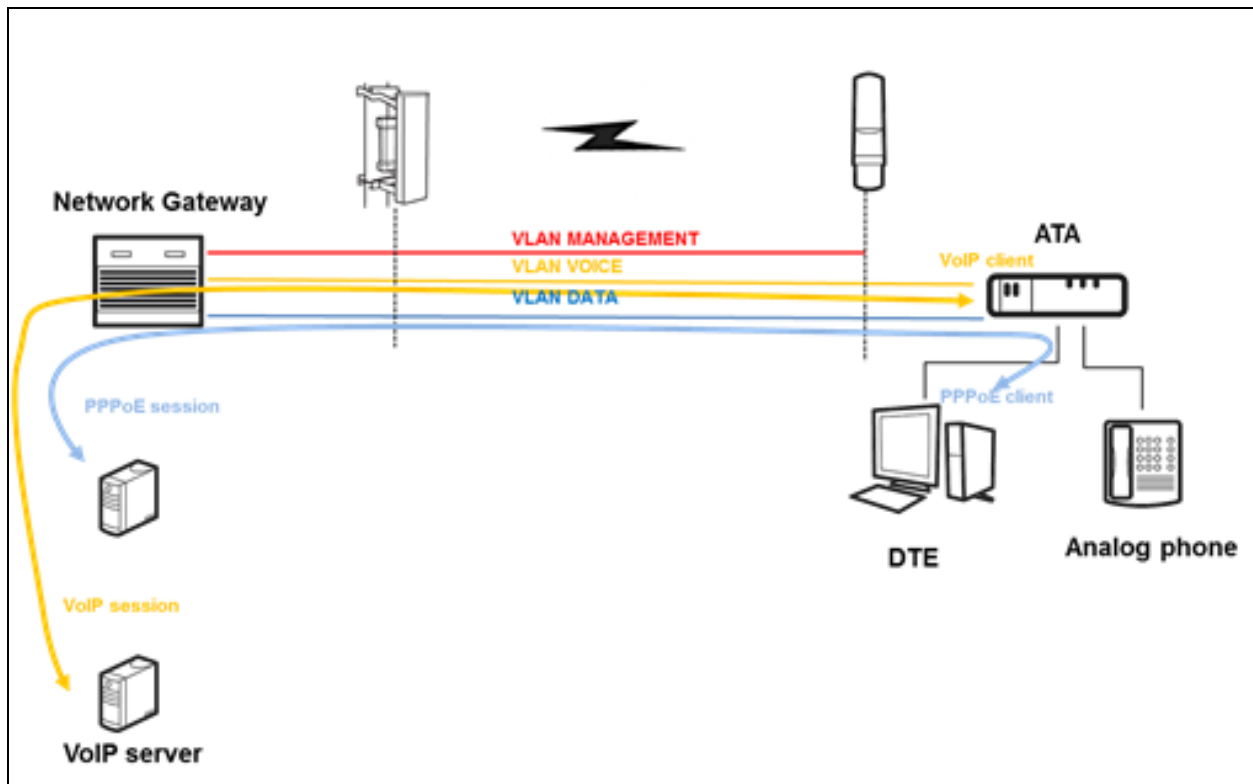 Network Gateway
VLAN MANAGEMENT
ATA
VLAN VOICE
VoIP client
VLAN DATA
PPPoE session
PPPoE client
DTE
Analog phone
VoIP session
VoIP server